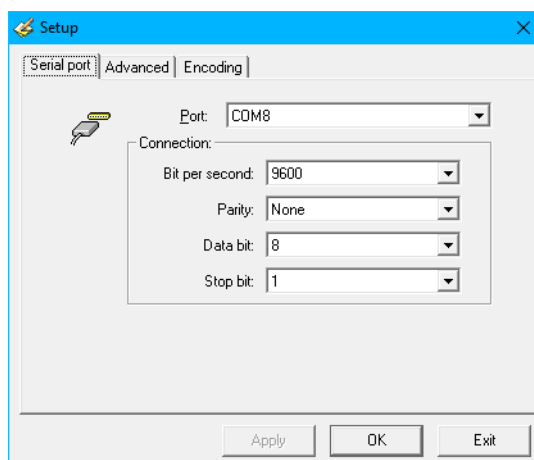 Setup
Serial port Advanced Encoding
Port: COM8
Connection:
Bit per second: 9600
Parity: None
Data bit: 8
Stop bit: 1
Apply OK Exit